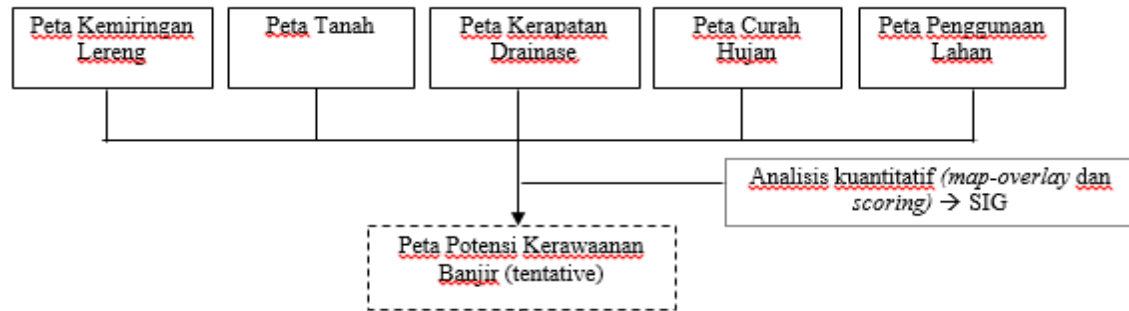 Peta Kemiringan
Lereng
Peta Tanah
Peta Kerapatan
Drainase
Peta Curah
Hujan
Peta Penggunaan
Lahan
Analisis kuantitatif (map-overlay dan
scoring) → SIG
Peta Potensi Kerawaanan
Banjir (tentative)